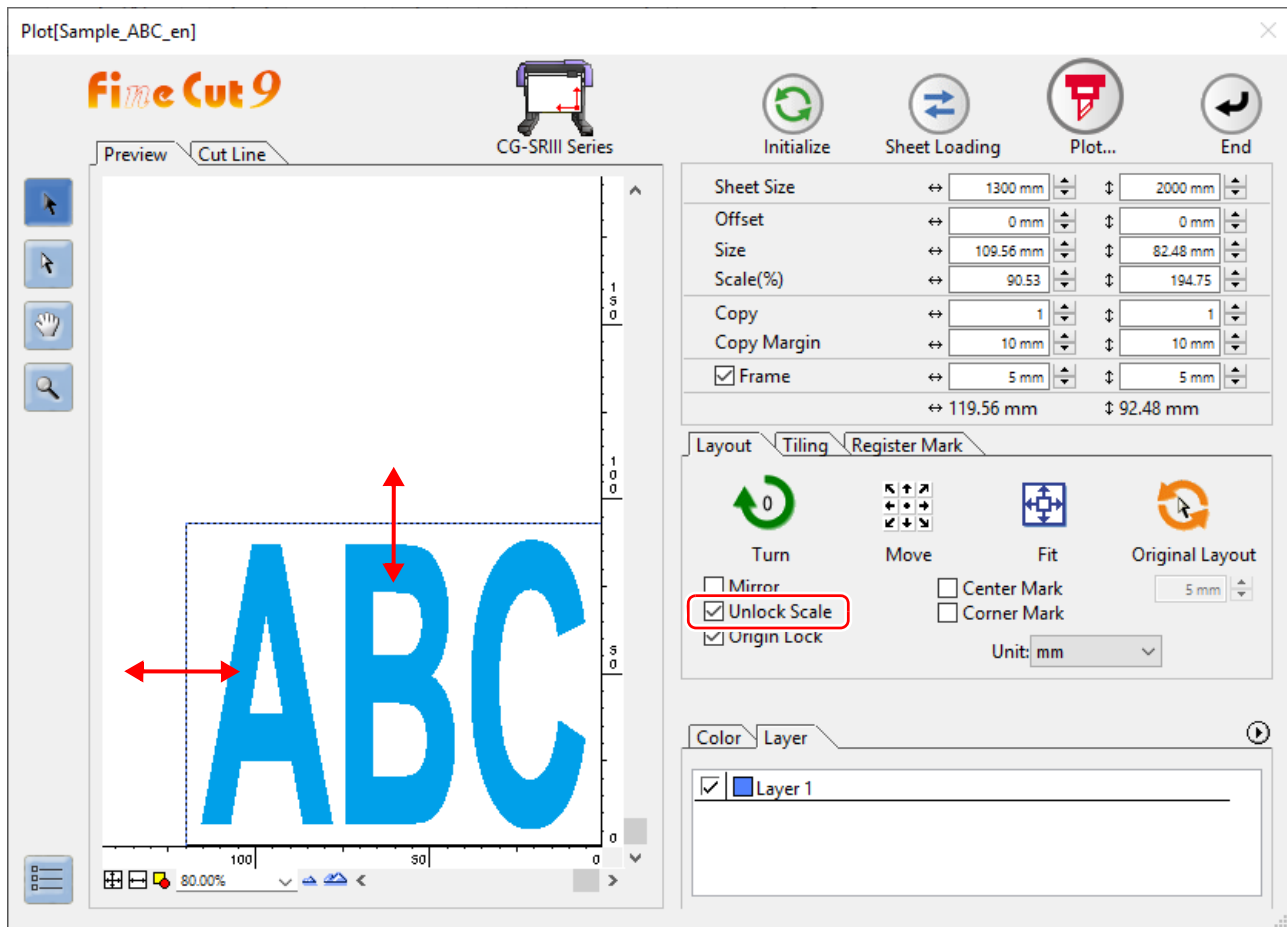 Plot[Sample_ABC_en]
Fine Cut 9
CG-SRIII Series
Initialize
Sheet Loading
Plot...
End
Preview
Cut Line
Sheet Size 1300 mm 2000 mm
Offset 0 mm 0 mm
Size 109.56 mm 82.48 mm
Scale(%) 90.53 194.75
Copy 1 1
Copy Margin 10 mm 10 mm
Frame 5 mm 5 mm
119.56 mm 92.48 mm
150
100
50
0
ABC
100 50 0
80.00%
Layout Tiling Register Mark
0
Turn Move Fit Original Layout
Mirror Center Mark 5 mm
Unlock Scale Corner Mark
Origin Lock Unit: mm
Color Layer
Layer 1